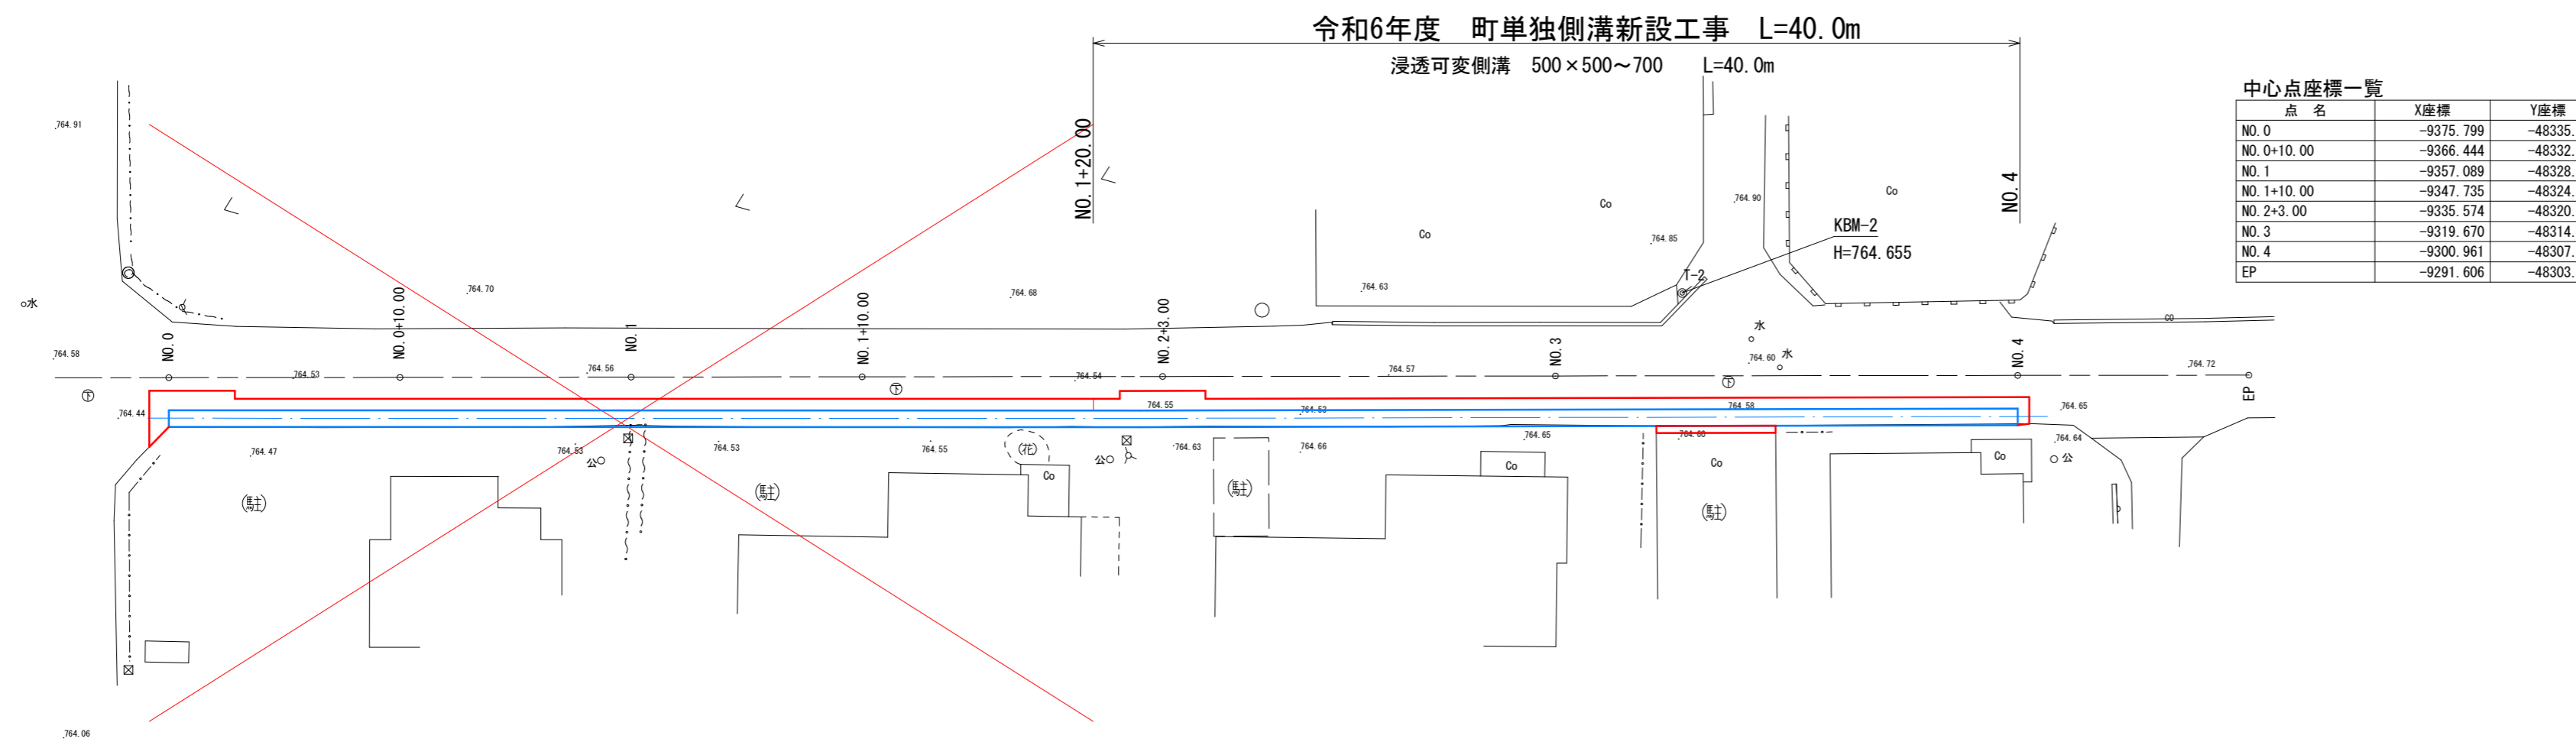 令和6年度　町単独側溝新設工事　L=40.0m
浸透可変側溝　500×500～700　　L=40.0m
中心点座標一覧
点　名　X座標　Y座標
NO.0　-9375.799　-48335.
NO.0+10.00　-9366.444　-48332.
NO.1　-9357.089　-48328.
NO.1+10.00　-9347.735　-48324.
NO.2+3.00　-9335.574　-48320.
NO.3　-9319.670　-48314.
NO.4　-9300.961　-48307.
EP　-9291.606　-48303.
764.91
NO.1+20.00
NO.4
Co
Co
Co
764.90
764.85
KBM-2
H=764.655
T-2
水
764.70
764.68
764.63
CO
水
水
764.58
NO.0
NO.0+10.00
NO.1
NO.1+10.00
NO.2+3.00
NO.3
NO.4
EP
764.53
764.56
764.54
764.57
764.60
764.72
下
下
下
764.44
764.55
764.53
764.58
764.65
764.47
764.53
764.53
764.55
764.63
764.66
764.65
764.60
764.64
公
公
公
(花)
Co
Co
Co
Co
(駐)
(駐)
(駐)
(駐)
764.06